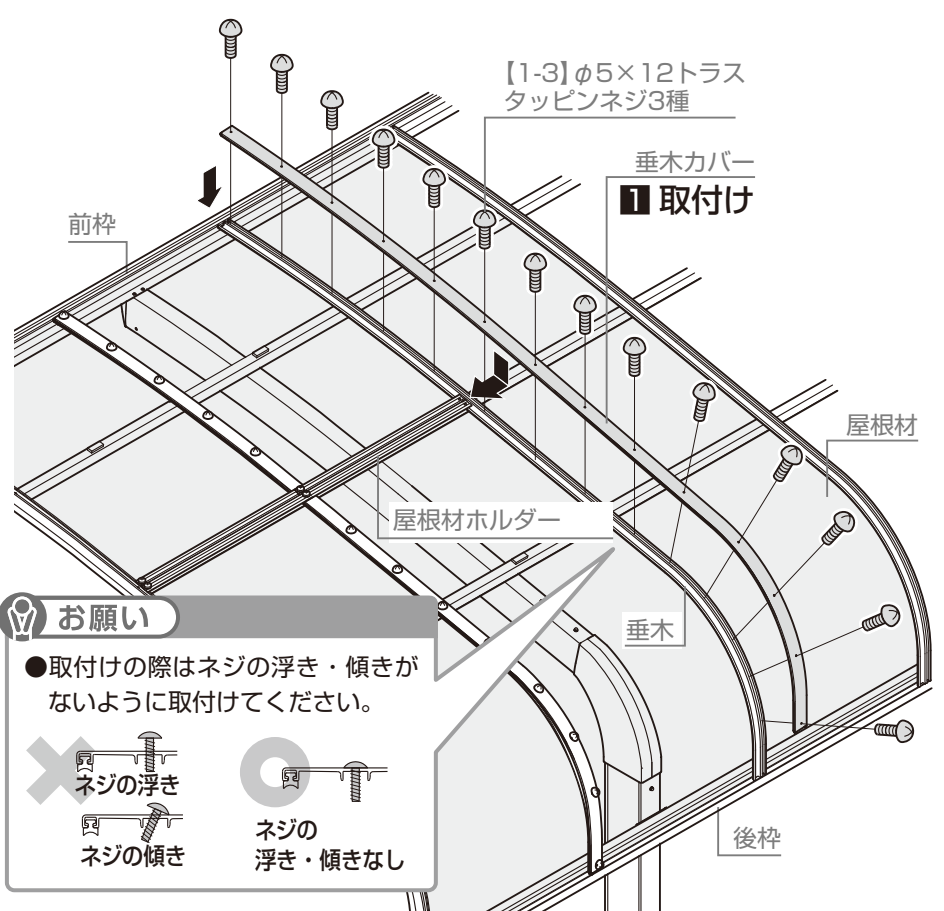 【1-3】φ5×12トラス
タッピンネジ3種
垂木カバー
1 取付け
前枠
屋根材
屋根材ホルダー
垂木
後枠
お願い
●取付けの際はネジの浮き・傾きが
ないように取付けてください。
ネジの浮き
ネジの傾き
ネジの
浮き・傾きなし